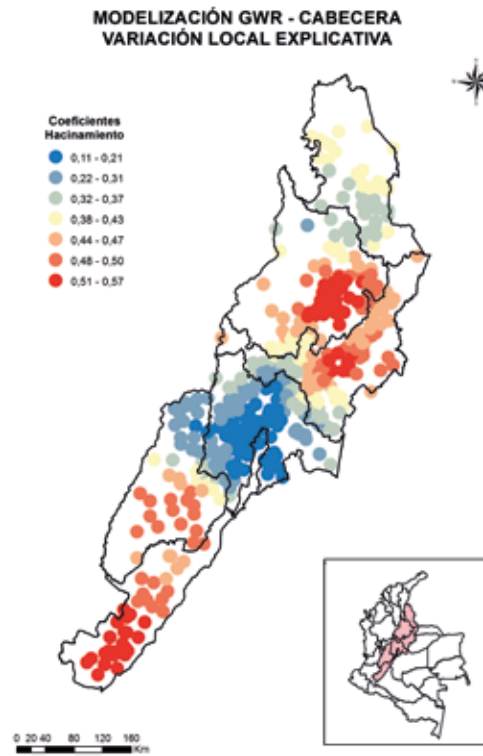 MODELIZACIÓN GWR - CABECERA
VARIACIÓN LOCAL EXPLICATIVA
Coeficientes
Hacinamiento
0,11 - 0,21
0,22 - 0,31
0,32 - 0,37
0,38 - 0,43
0,44 - 0,47
0,48 - 0,50
0,51 - 0,57
0 20 40 80 120 160
Km